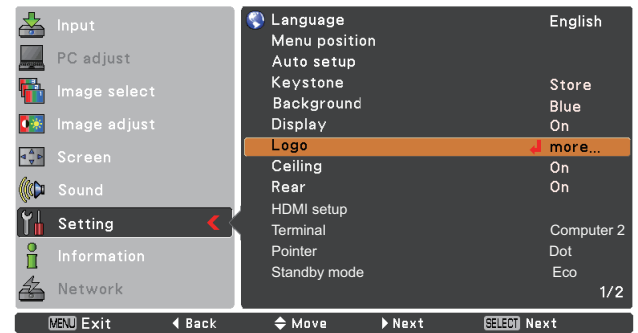 Input
PC adjust
Image select
Image adjust
Screen
Sound
Setting
Information
Network
Language English
Menu position
Auto setup
Keystone Store
Background Blue
Display On
Logo more...
Ceiling On
Rear On
HDMI setup
Terminal Computer 2
Pointer Dot
Standby mode Eco
1/2
MENU Exit Back Move Next SELECT Next